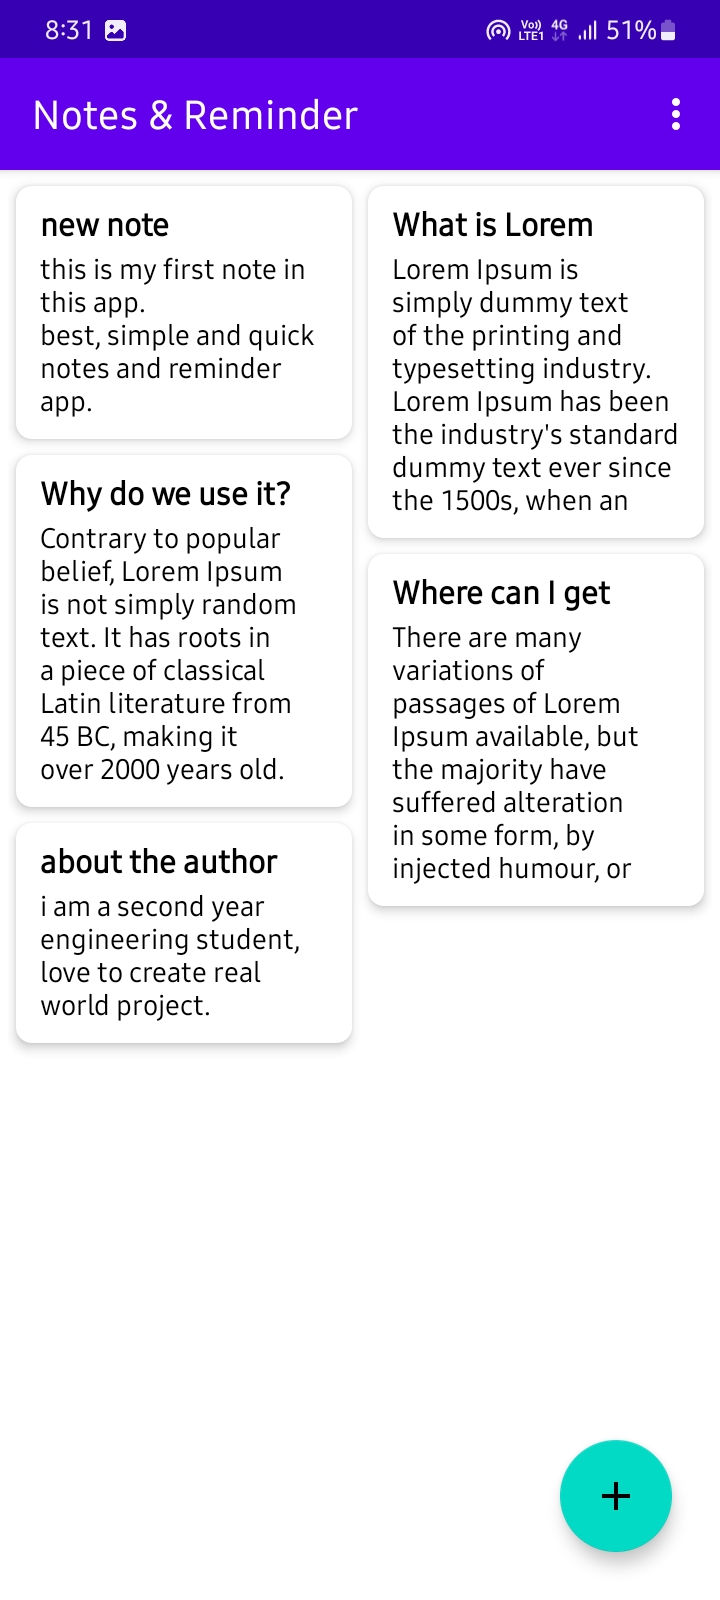 8:31 Vo)) LTE1 4G 51%
Notes & Reminder
new note
this is my first note in
this app.
best, simple and quick
notes and reminder
app.
What is Lorem
Lorem Ipsum is
simply dummy text
of the printing and
typesetting industry.
Lorem Ipsum has been
the industry's standard
dummy text ever since
the 1500s, when an
Why do we use it?
Contrary to popular
belief, Lorem Ipsum
is not simply random
text. It has roots in
a piece of classical
Latin literature from
45 BC, making it
over 2000 years old.
Where can I get
There are many
variations of
passages of Lorem
Ipsum available, but
the majority have
suffered alteration
in some form, by
injected humour, or
about the author
i am a second year
engineering student,
love to create real
world project.
+